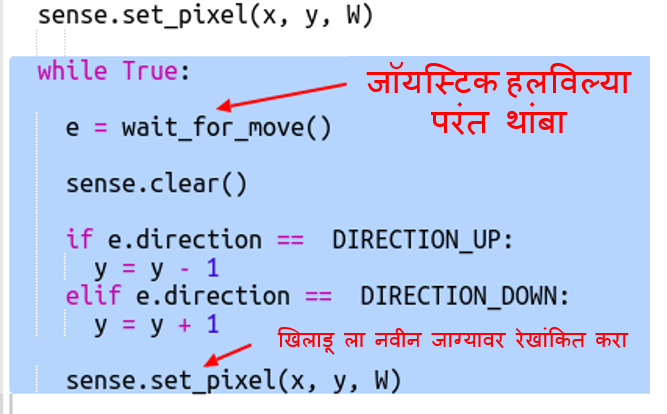 sense.set_pixel(x, y, W)
while True:
जॉयस्टिक हलविल्या
परंत थांबा
e = wait_for_move()
sense.clear()
if e.direction == DIRECTION_UP:
y = y - 1
elif e.direction == DIRECTION_DOWN:
y = y + 1
खिलाडू ला नवीन जाग्यावर रेखांकित करा
sense.set_pixel(x, y, W)